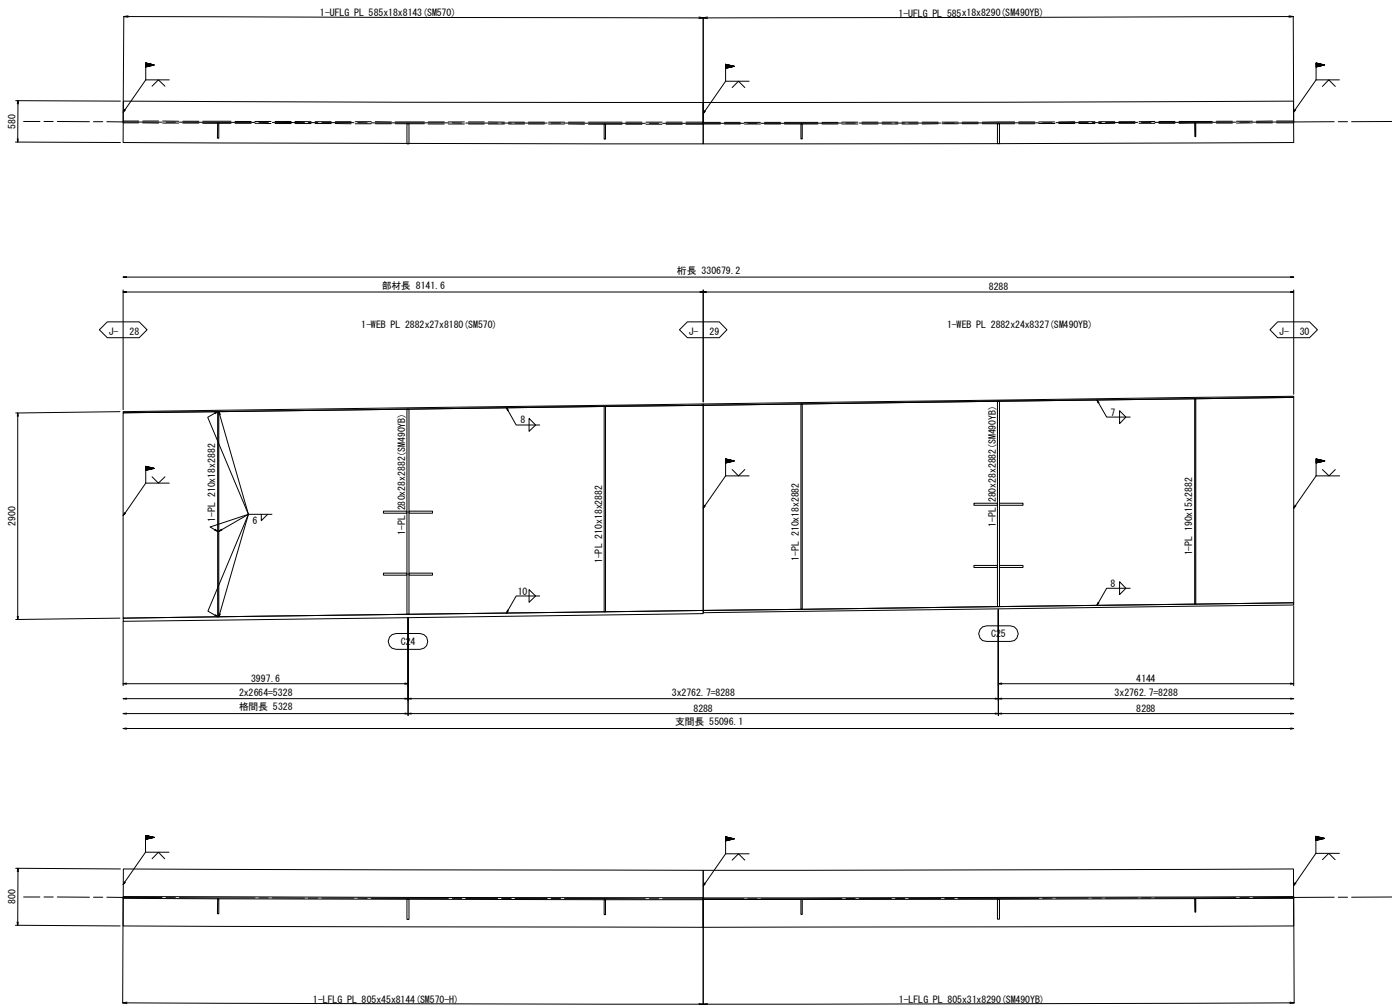 1-UFLG PL 585x18x8143(SM570)
1-UFLG PL 585x18x8290(SM490YB)
580
桁長 330679.2
部材長 8141.6
8288
1-WEB PL 2882x27x8180(SM570)
1-WEB PL 2882x24x8327(SM490YB)
J- 28
J- 29
J- 30
2900
1-PL 210x18x2882
6
1-PL 280x28x2882(SM490YB)
8
10
1-PL 210x18x2882
1-PL 210x18x2882
1-PL 280x28x2882(SM490YB)
7
8
1-PL 190x15x2882
C24
C25
3997.6
4144
2x2664=5328
3x2762.7=8288
3x2762.7=8288
格間長 5328
8288
8288
支間長 55096.1
800
1-LFLG PL 805x45x8144(SM570-H)
1-LFLG PL 805x31x8290(SM490YB)